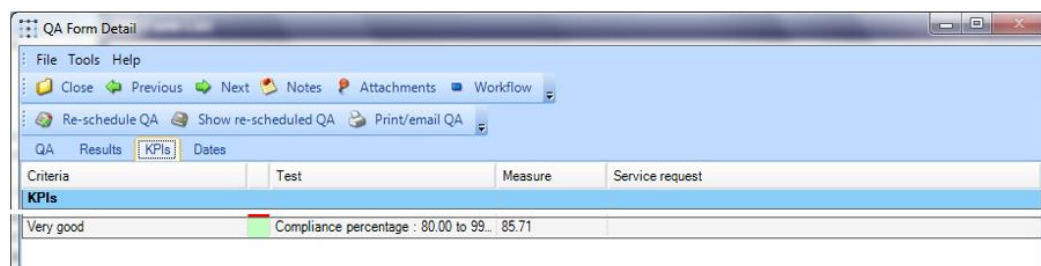 QA Form Detail
File Tools Help
Close Previous Next Notes Attachments Workflow
Re-schedule QA Show re-scheduled QA Print/email QA
QA Results KPIs Dates
Criteria Test Measure Service request
KPIs
Very good Compliance percentage : 80.00 to 99... 85.71